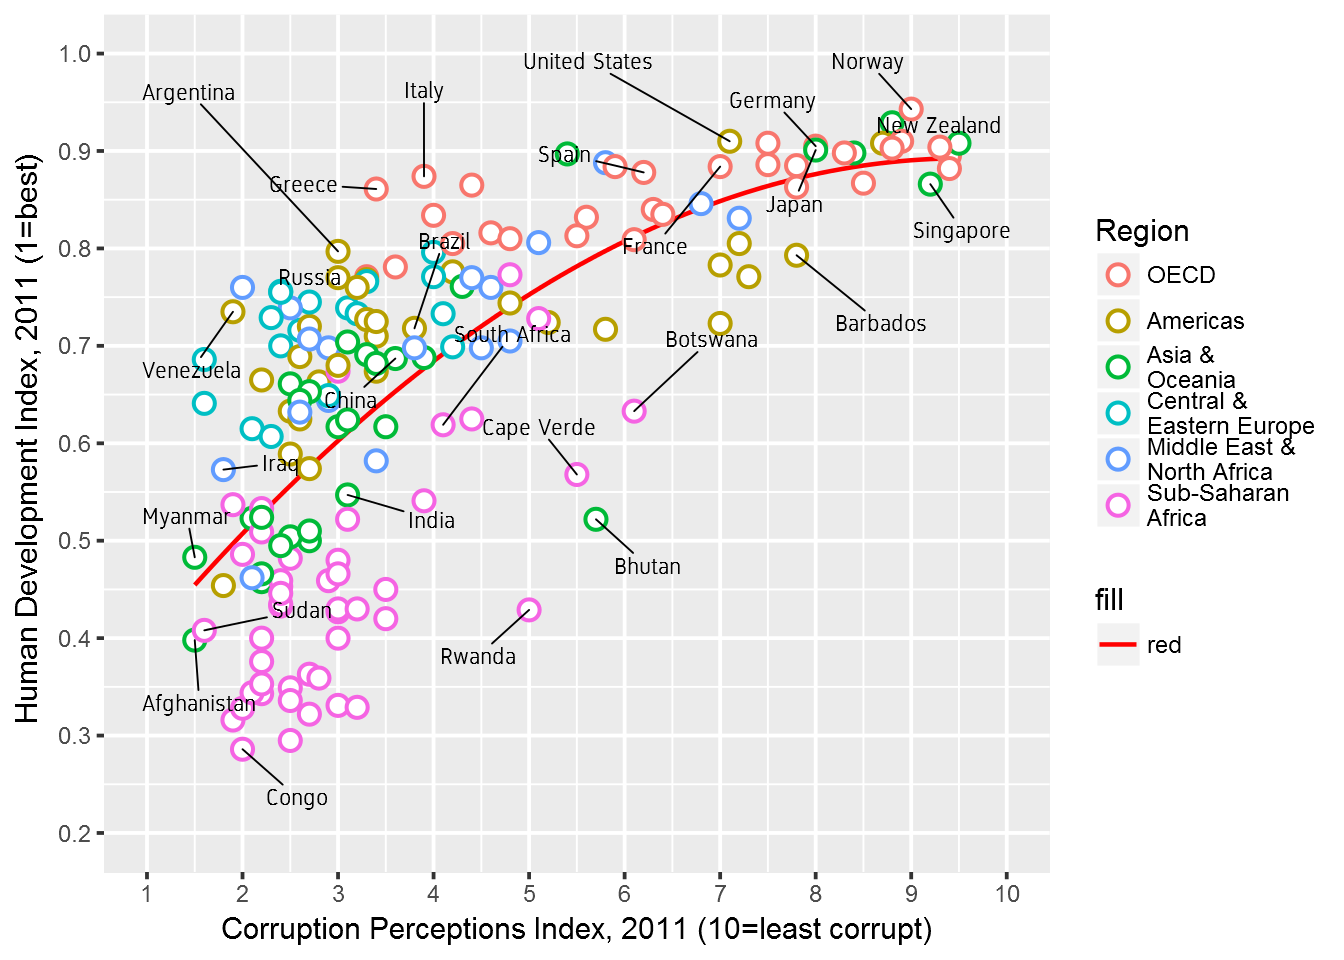 Human Development Index, 2011 (1=best)
1.0
0.9
0.8
0.7
0.6
0.5
0.4
0.3
0.2
United States
Norway
Argentina
Italy
Germany
New Zealand
Spain
Greece
Japan
Singapore
France
Brazil
Russia
Barbados
South Africa
Botswana
Venezuela
China
Cape Verde
Iraq
Myanmar
India
Bhutan
Sudan
Rwanda
Afghanistan
Congo
1 2 3 4 5 6 7 8 9 10
Corruption Perceptions Index, 2011 (10=least corrupt)
Region
OECD
Americas
Asia &
Oceania
Central &
Eastern Europe
Middle East &
North Africa
Sub-Saharan
Africa
fill
red